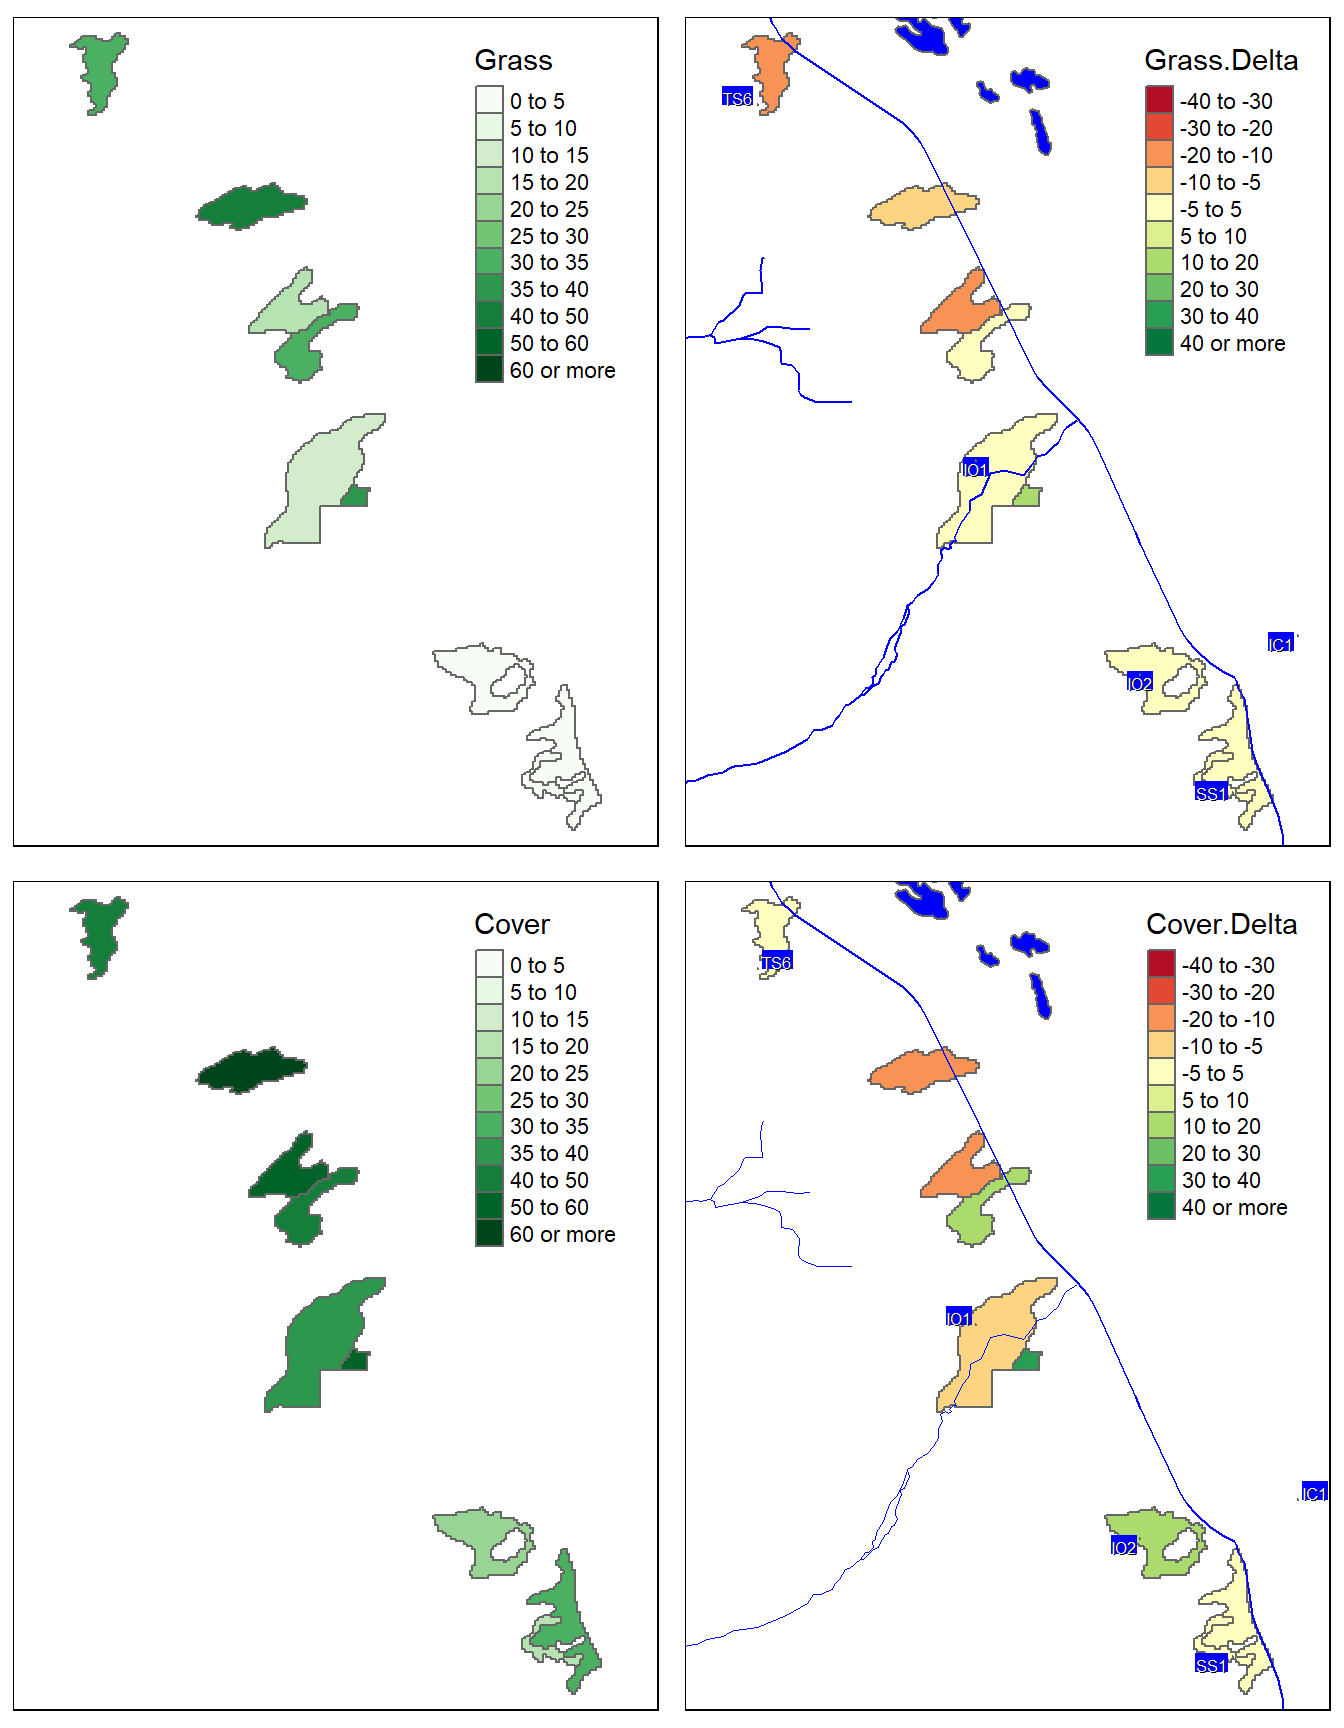 Grass
0 to 5
5 to 10
10 to 15
15 to 20
20 to 25
25 to 30
30 to 35
35 to 40
40 to 50
50 to 60
60 or more
Grass.Delta
-40 to -30
-30 to -20
-20 to -10
-10 to -5
-5 to 5
5 to 10
10 to 20
20 to 30
30 to 40
40 or more
TS6
IO1
IC1
IO2
SS1
Cover
0 to 5
5 to 10
10 to 15
15 to 20
20 to 25
25 to 30
30 to 35
35 to 40
40 to 50
50 to 60
60 or more
Cover.Delta
-40 to -30
-30 to -20
-20 to -10
-10 to -5
-5 to 5
5 to 10
10 to 20
20 to 30
30 to 40
40 or more
TS6
IO1
IC1
IO2
SS1